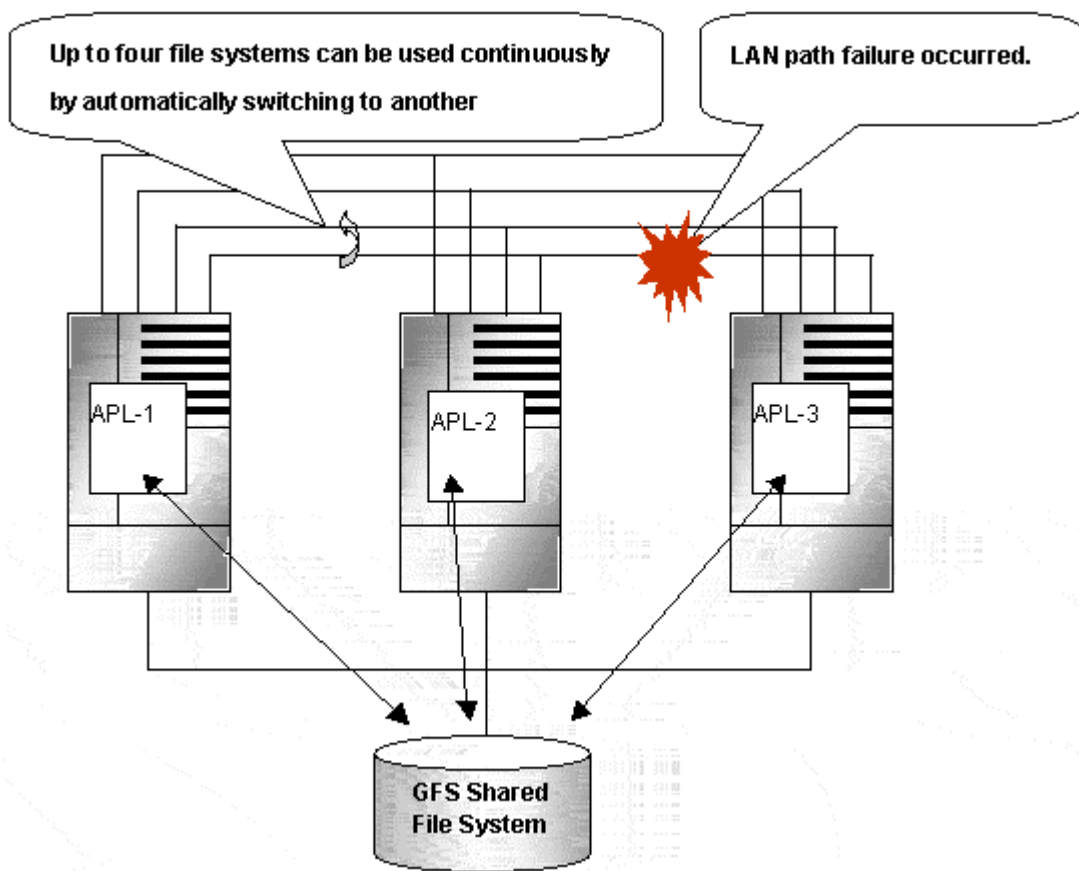 Up to four file systems can be used continuously
by automatically switching to another
LAN path failure occurred.
APL-1
APL-2
APL-3
GFS Shared
File System